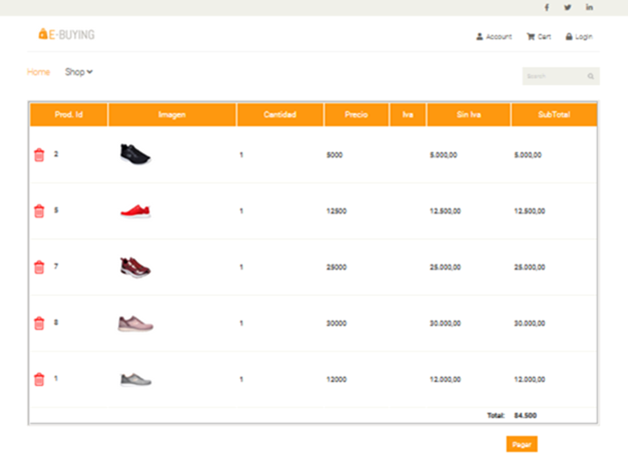 E-BUYING
Account Cart Login
Home Shop
Search
Prod. Id Imagen Cantidad Precio Iva Sin Iva SubTotal
2 1 5000 5.000,00 5.000,00
5 1 12500 12.500,00 12.500,00
7 1 25000 25.000,00 25.000,00
8 1 30000 30.000,00 30.000,00
1 1 12000 12.000,00 12.000,00
Total: 84.500
Pagar